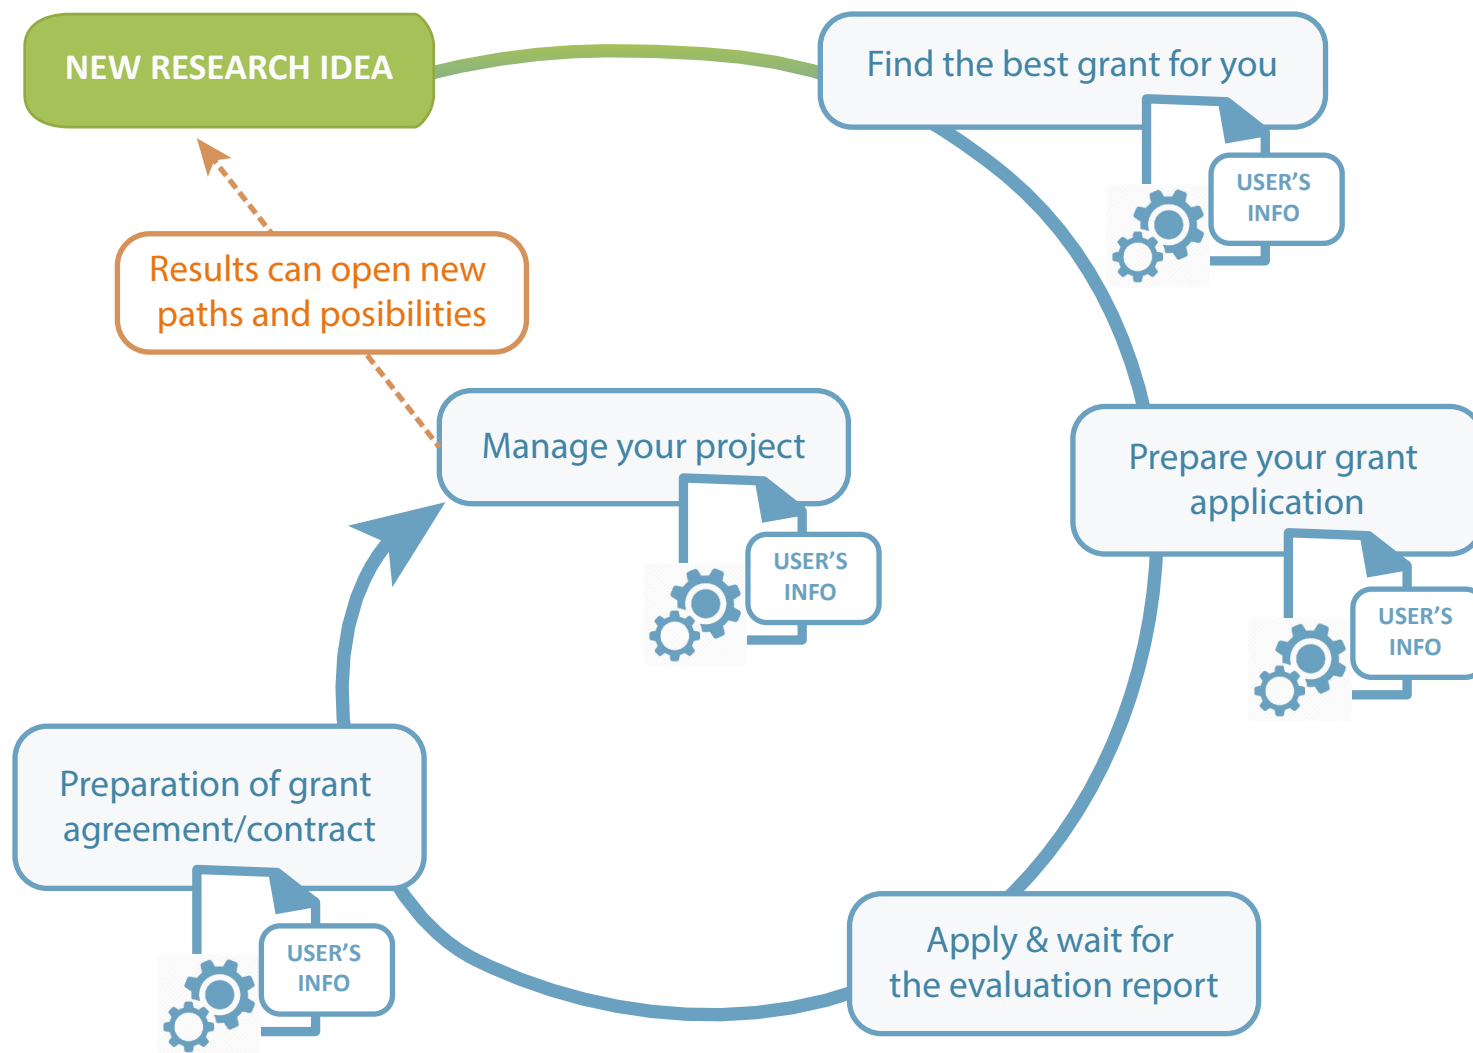 NEW RESEARCH IDEA
Find the best grant for you
USER'S
INFO
Results can open new
paths and posibilities
Manage your project
USER'S
INFO
Prepare your grant
application
USER'S
INFO
Preparation of grant
agreement/contract
USER'S
INFO
Apply & wait for
the evaluation report